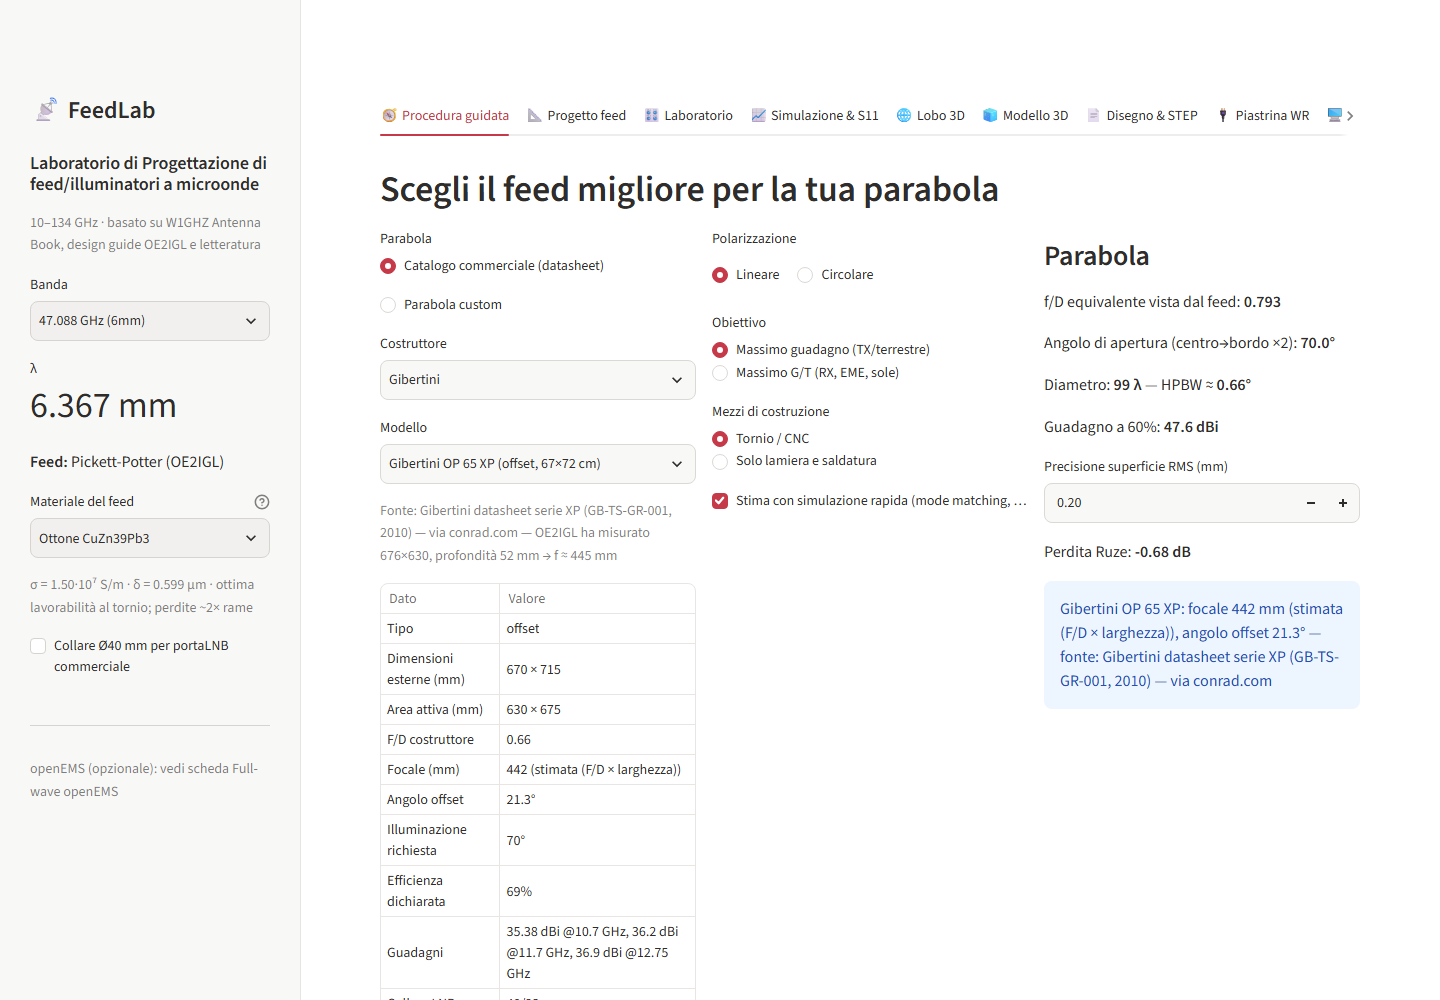 FeedLab
Laboratorio di Progettazione di
feed/illuminatori a microonde
10–134 GHz · basato su W1GHZ Antenna
Book, design guide OE2IGL e letteratura
Banda
47.088 GHz (6mm)
λ
6.367 mm
Feed: Pickett-Potter (OE2IGL)
Materiale del feed
Ottone CuZn39Pb3
σ = 1.50·10⁷ S/m · δ = 0.599 µm · ottima
lavorabilità al tornio; perdite ~2× rame
Collare Ø40 mm per portaLNB
commerciale
openEMS (opzionale): vedi scheda Full-
wave openEMS
Procedura guidata
Progetto feed
Laboratorio
Simulazione & S11
Lobo 3D
Modello 3D
Disegno & STEP
Piastrina WR
Scegli il feed migliore per la tua parabola
Parabola
Catalogo commerciale (datasheet)
Parabola custom
Costruttore
Gibertini
Modello
Gibertini OP 65 XP (offset, 67×72 cm)
Fonte: Gibertini datasheet serie XP (GB-TS-GR-001,
2010) — via conrad.com — OE2IGL ha misurato
676×630, profondità 52 mm → f ≈ 445 mm
Dato Valore
Tipo offset
Dimensioni
esterne (mm) 670 × 715
Area attiva (mm) 630 × 675
F/D costruttore 0.66
Focale (mm) 442 (stimata (F/D × larghezza))
Angolo offset 21.3°
Illuminazione
richiesta 70°
Efficienza
dichiarata 69%
Guadagni 35.38 dBi @10.7 GHz, 36.2 dBi
@11.7 GHz, 36.9 dBi @12.75
GHz
Polarizzazione
Lineare Circolare
Obiettivo
Massimo guadagno (TX/terrestre)
Massimo G/T (RX, EME, sole)
Mezzi di costruzione
Tornio / CNC
Solo lamiera e saldatura
Stima con simulazione rapida (mode matching, …
Parabola
f/D equivalente vista dal feed: 0.793
Angolo di apertura (centro→bordo ×2): 70.0°
Diametro: 99 λ — HPBW ≈ 0.66°
Guadagno a 60%: 47.6 dBi
Precisione superficie RMS (mm)
0.20
Perdita Ruze: -0.68 dB
Gibertini OP 65 XP: focale 442 mm (stimata
(F/D × larghezza)), angolo offset 21.3° —
fonte: Gibertini datasheet serie XP (GB-TS-
GR-001, 2010) — via conrad.com